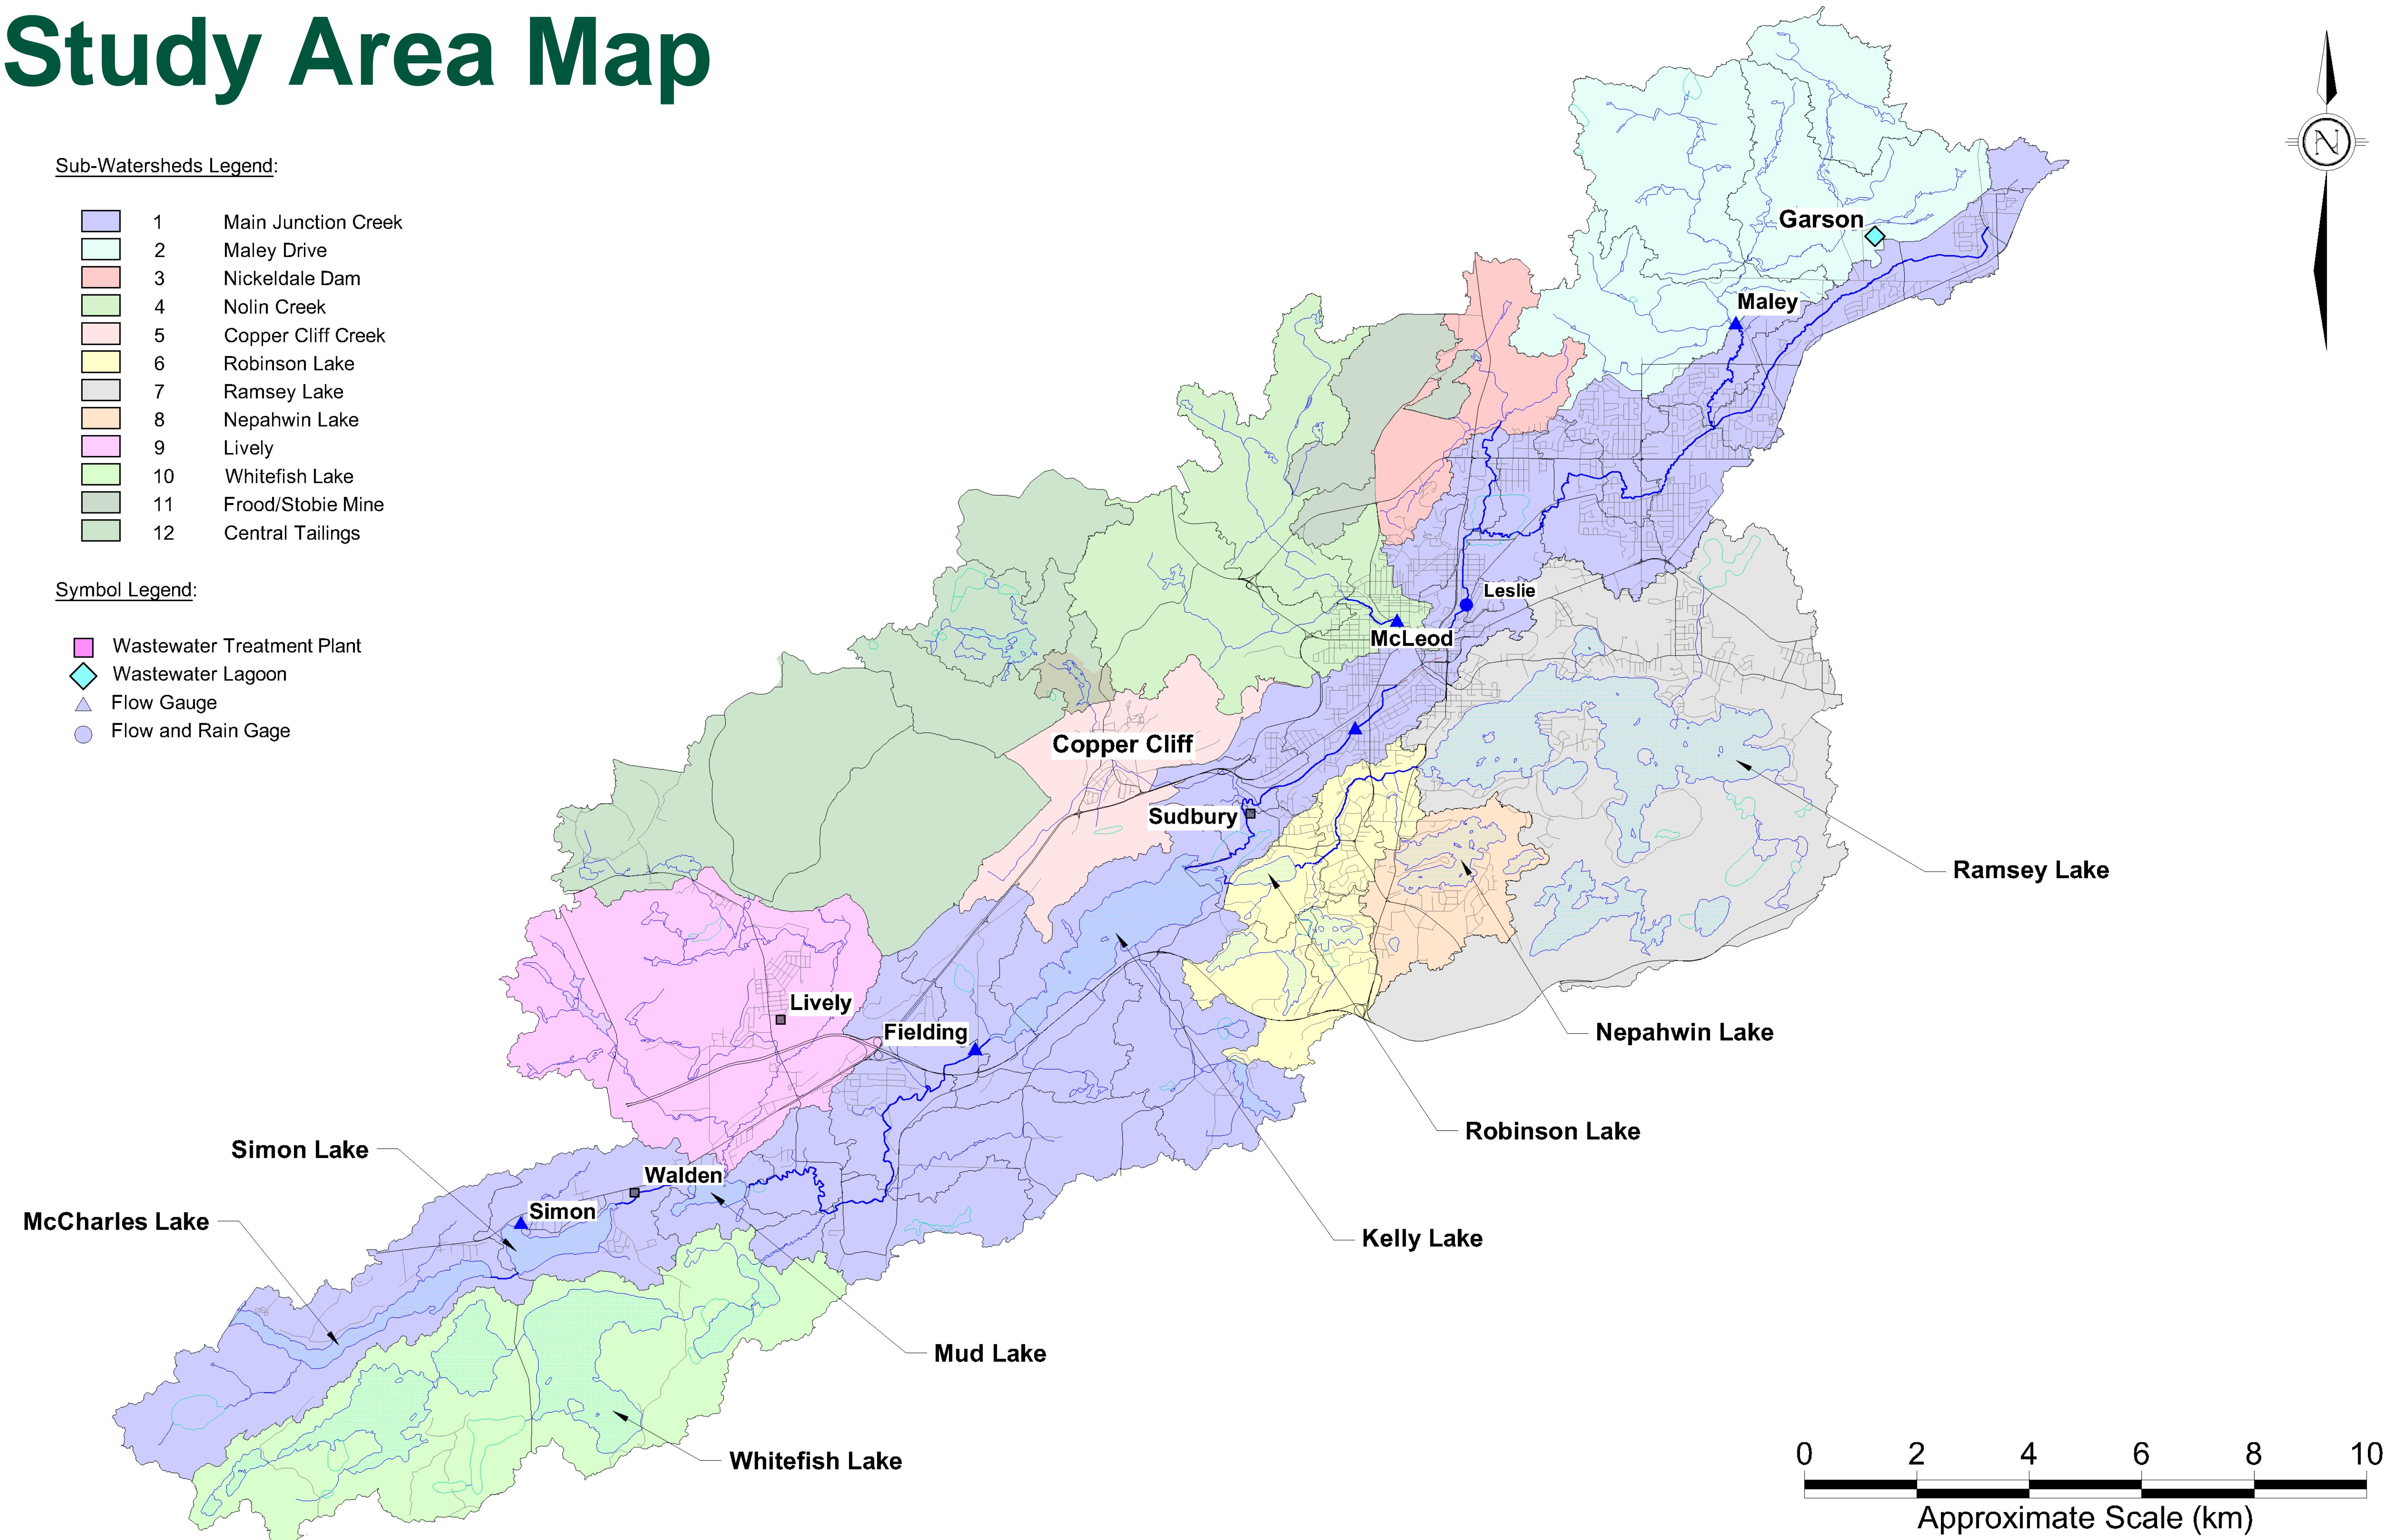 Study Area Map
Sub-Watersheds Legend:
1 Main Junction Creek
2 Maley Drive
3 Nickeldale Dam
4 Nolin Creek
5 Copper Cliff Creek
6 Robinson Lake
7 Ramsey Lake
8 Nepahwin Lake
9 Lively
10 Whitefish Lake
11 Frood/Stobie Mine
12 Central Tailings
Symbol Legend:
Wastewater Treatment Plant
Wastewater Lagoon
Flow Gauge
Flow and Rain Gage
N
Garson
Maley
Leslie
McLeod
Copper Cliff
Sudbury
Ramsey Lake
Lively
Fielding
Nepahwin Lake
Robinson Lake
Simon Lake
Walden
Simon
McCharles Lake
Kelly Lake
Mud Lake
Whitefish Lake
0 2 4 6 8 10
Approximate Scale (km)